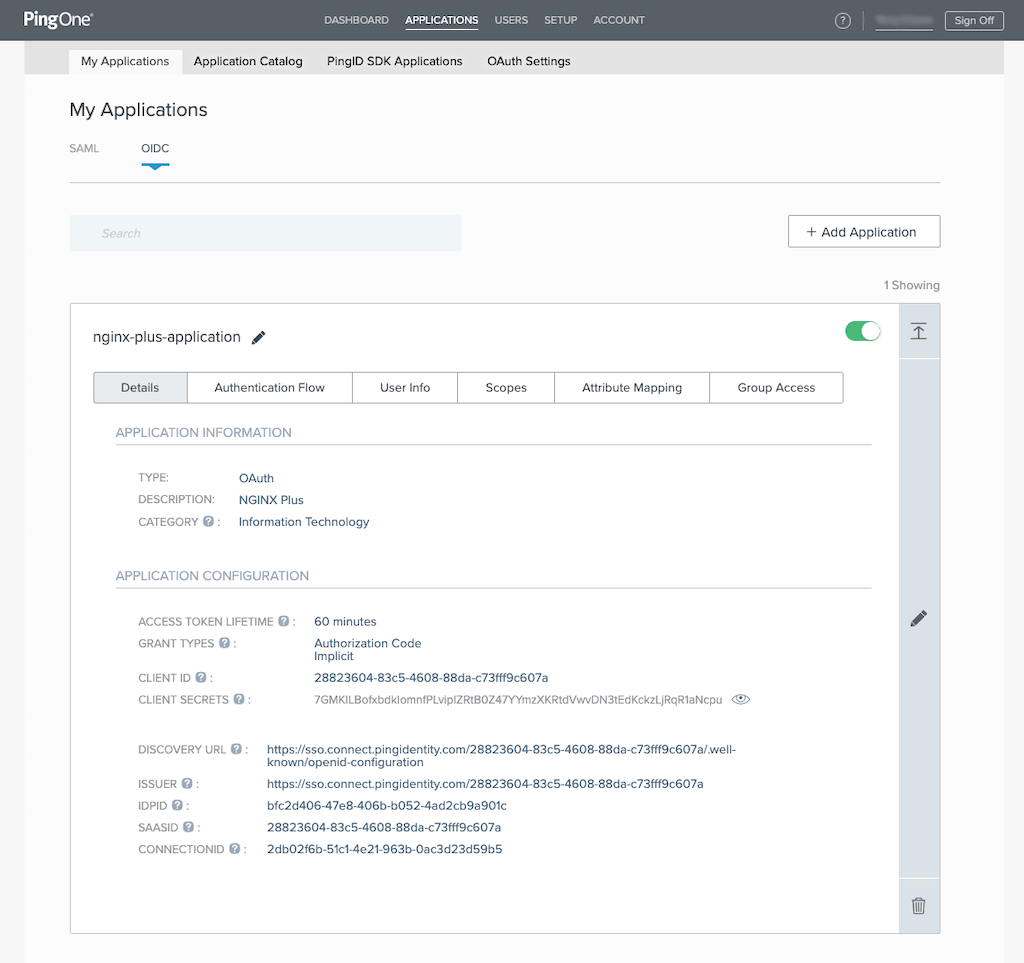 PingOne®
DASHBOARD APPLICATIONS USERS SETUP ACCOUNT ? Sign Off
My Applications Application Catalog PingID SDK Applications OAuth Settings
My Applications
SAML OIDC
Search
+ Add Application
1 Showing
nginx-plus-application
Details Authentication Flow User Info Scopes Attribute Mapping Group Access
APPLICATION INFORMATION
TYPE: OAuth
DESCRIPTION: NGINX Plus
CATEGORY ? : Information Technology
APPLICATION CONFIGURATION
ACCESS TOKEN LIFETIME ? : 60 minutes
GRANT TYPES ? : Authorization Code
Implicit
CLIENT ID ? : 28823604-83c5-4608-88da-c73fff9c607a
CLIENT SECRETS ? :
DISCOVERY URL ? : https://sso.connect.pingidentity.com/28823604-83c5-4608-88da-c73fff9c607a/.well-
known/openid-configuration
ISSUER ? : https://sso.connect.pingidentity.com/28823604-83c5-4608-88da-c73fff9c607a
IDPID ? : bfc2d406-47e8-406b-b052-4ad2cb9a901c
SAASID ? : 28823604-83c5-4608-88da-c73fff9c607a
CONNECTIONID ? : 2db02f6b-51c1-4e21-963b-0ac3d23d59b5